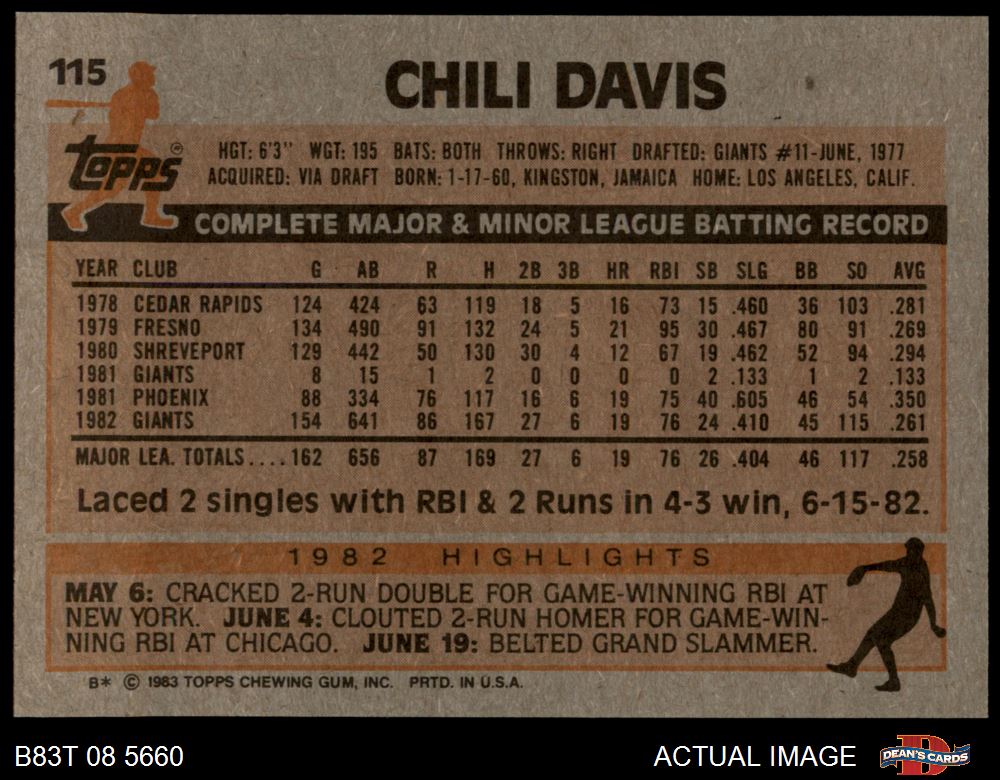 115
CHILI DAVIS
topps
HGT: 6'3" WGT: 195 BATS: BOTH THROWS: RIGHT DRAFTED: GIANTS #11-JUNE, 1977
ACQUIRED: VIA DRAFT BORN: 1-17-60, KINGSTON, JAMAICA HOME: LOS ANGELES, CALIF.
COMPLETE MAJOR & MINOR LEAGUE BATTING RECORD
YEAR CLUB G AB R H 2B 3B HR RBI SB SLG BB SO AVG
1978 CEDAR RAPIDS 124 424 63 119 18 5 16 73 15 .460 36 103 .281
1979 FRESNO 134 490 91 132 24 5 21 95 30 .467 80 91 .269
1980 SHREVEPORT 129 442 50 130 30 4 12 67 19 .462 52 94 .294
1981 GIANTS 8 15 1 2 0 0 0 0 2 .133 1 2 .133
1981 PHOENIX 88 334 76 117 16 6 19 75 40 .605 46 54 .350
1982 GIANTS 154 641 86 167 27 6 19 76 24 .410 45 115 .261
MAJOR LEA. TOTALS....162 656 87 169 27 6 19 76 26 .404 46 117 .258
Laced 2 singles with RBI & 2 Runs in 4-3 win, 6-15-82.
1982 HIGHLIGHTS
MAY 6: CRACKED 2-RUN DOUBLE FOR GAME-WINNING RBI AT
NEW YORK. JUNE 4: CLOUTED 2-RUN HOMER FOR GAME-WIN-
NING RBI AT CHICAGO. JUNE 19: BELTED GRAND SLAMMER.
B* © 1983 TOPPS CHEWING GUM, INC. PRTD. IN U.S.A.
B83T 08 5660
ACTUAL IMAGE
DEAN'S CARDS